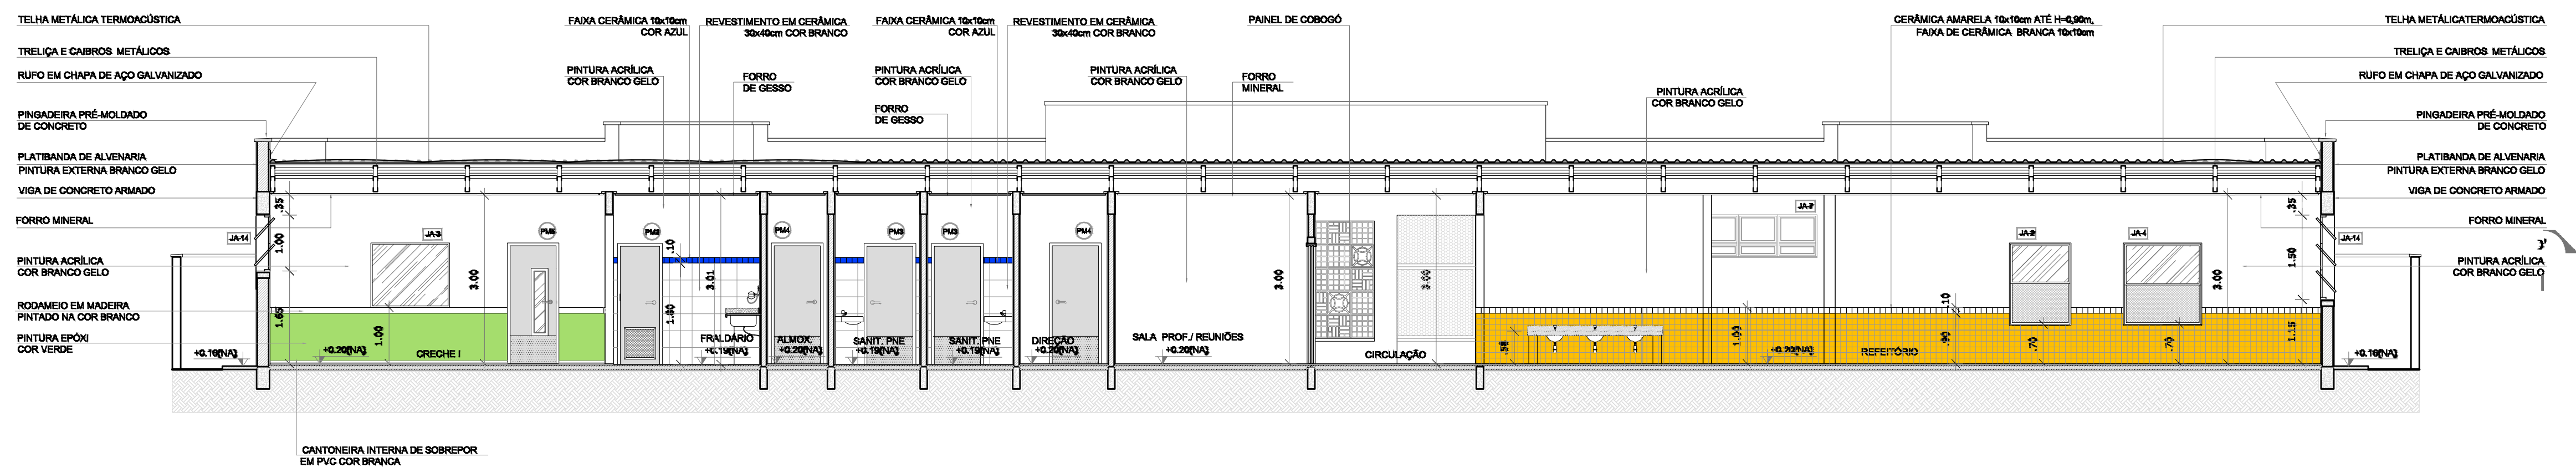 TELHA METÁLICA TERMOACÚSTICA
TRELIÇA E CAIBROS METÁLICOS
RUFO EM CHAPA DE AÇO GALVANIZADO
PINGADEIRA PRÉ-MOLDADO
DE CONCRETO
PLATIBANDA DE ALVENARIA
PINTURA EXTERNA BRANCO GELO
VIGA DE CONCRETO ARMADO
FORRO MINERAL
PINTURA ACRÍLICA
COR BRANCO GELO
RODAMEIO EM MADEIRA
PINTADO NA COR BRANCO
PINTURA EPÓXI
COR VERDE
CANTONEIRA INTERNA DE SOBREPOR
EM PVC COR BRANCA
FAIXA CERÂMICA 10x10cm
COR AZUL
REVESTIMENTO EM CERÂMICA
30x40cm COR BRANCO
PINTURA ACRÍLICA
COR BRANCO GELO
FORRO
DE GESSO
FAIXA CERÂMICA 10x10cm
COR AZUL
REVESTIMENTO EM CERÂMICA
30x40cm COR BRANCO
PINTURA ACRÍLICA
COR BRANCO GELO
FORRO
DE GESSO
PINTURA ACRÍLICA
COR BRANCO GELO
PAINEL DE COBOGÓ
FORRO
MINERAL
PINTURA ACRÍLICA
COR BRANCO GELO
CERÂMICA AMARELA 10x10cm ATÉ H=0,90m,
FAIXA DE CERÂMICA BRANCA 10x10cm
TELHA METÁLICATERMOACÚSTICA
TRELIÇA E CAIBROS METÁLICOS
RUFO EM CHAPA DE AÇO GALVANIZADO
PINGADEIRA PRÉ-MOLDADO
DE CONCRETO
PLATIBANDA DE ALVENARIA
PINTURA EXTERNA BRANCO GELO
VIGA DE CONCRETO ARMADO
FORRO MINERAL
PINTURA ACRÍLICA
COR BRANCO GELO
JA-14
.35
1.00
1.65
JA-3
1.00
3.00
PM5
CRECHE I
+0.20[NA]
+0.16[NA]
.10
3.01
1.60
FRALDÁRIO
+0.19[NA]
PM4
ALMOX.
+0.20[NA]
PM3
SANIT. PNE
+0.19[NA]
PM3
SANIT. PNE
+0.19[NA]
PM4
DIREÇÃO
+0.20[NA]
SALA PROF./ REUNIÕES
+0.20[NA]
3.00
3.00
CIRCULAÇÃO
JA-7
1.00
+0.20[NA]
REFEITÓRIO
.10
.90
.70
JA-4
.70
3.00
.35
1.50
1.15
JA-14
+0.16[NA]